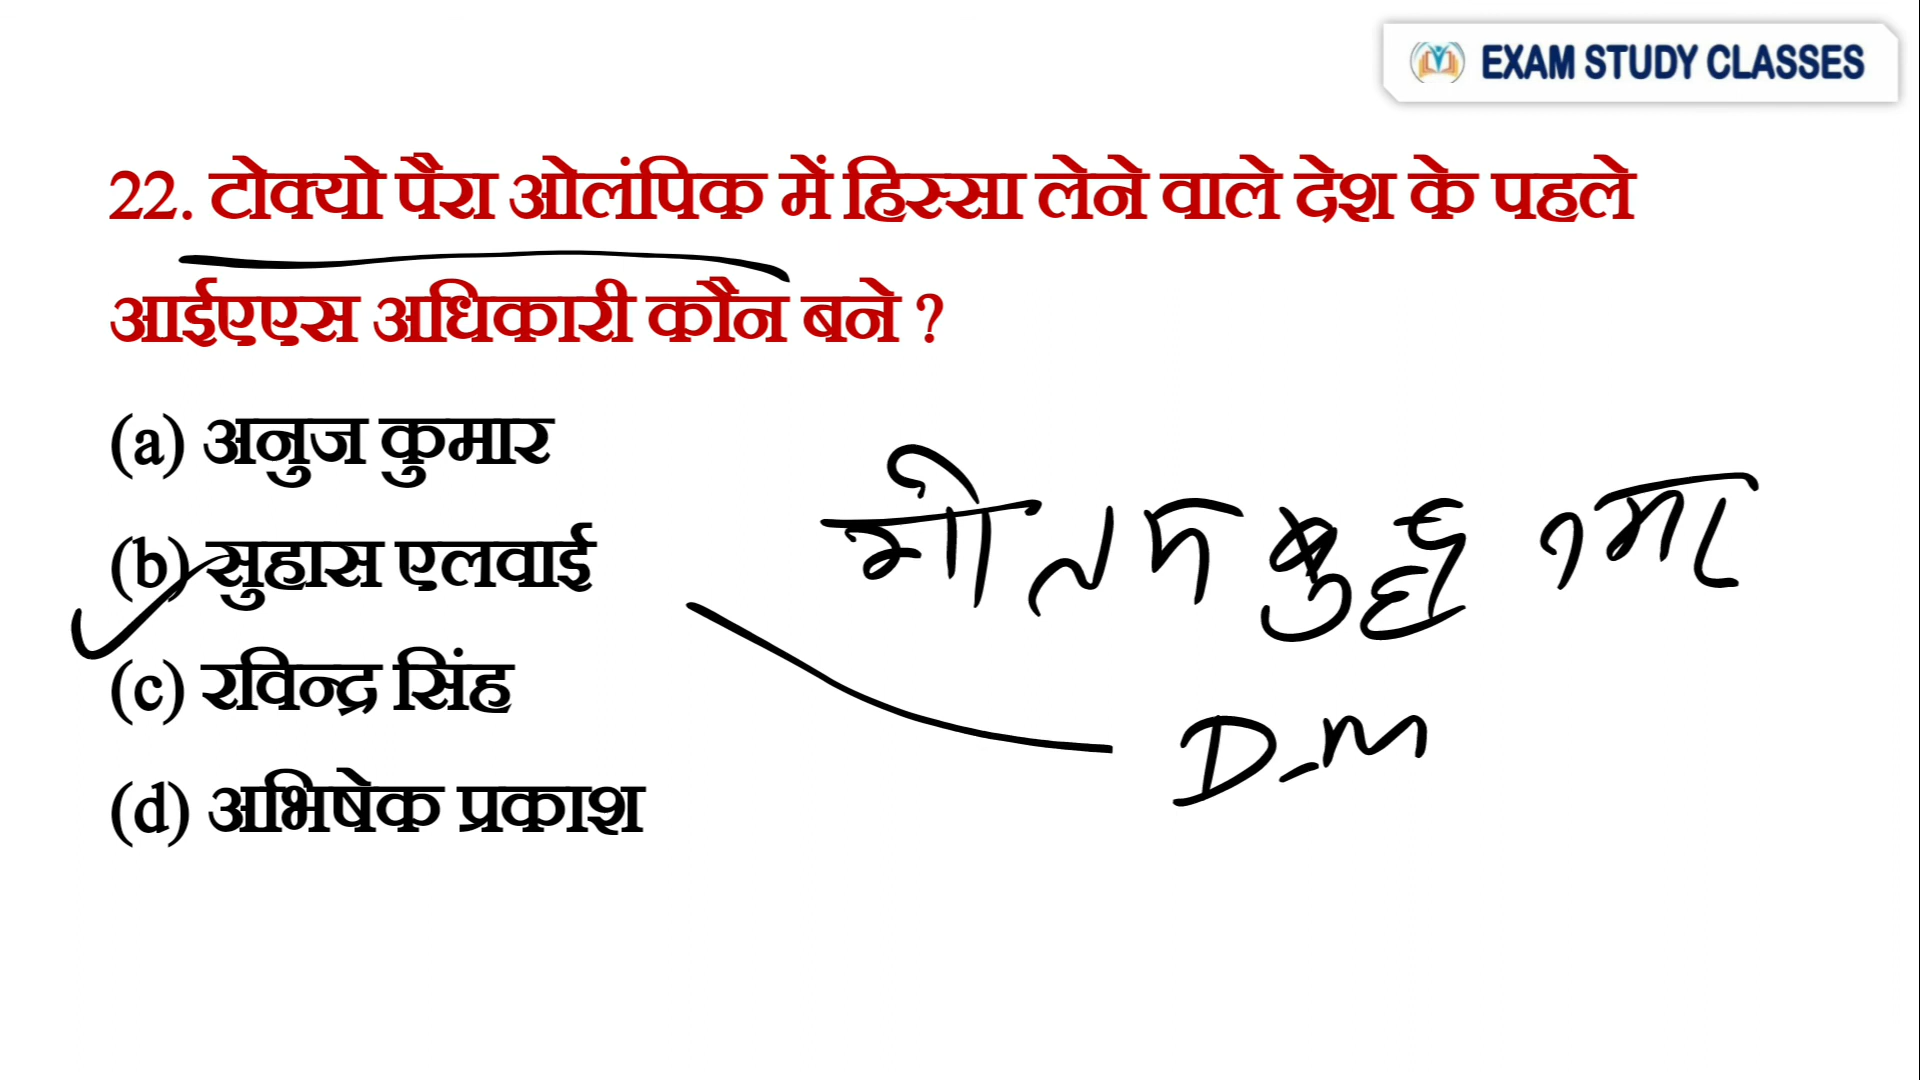 EXAM STUDY CLASSES
22. टोक्यो पैरा ओलंपिक में हिस्सा लेने वाले देश के पहले
आईएएस अधिकारी कौन बने ?
(a) अनुज कुमार
(b) सुहास एलवाई
गौतम बुद्ध नगर
(c) रविन्द्र सिंह
D.M
(d) अभिषेक प्रकाश